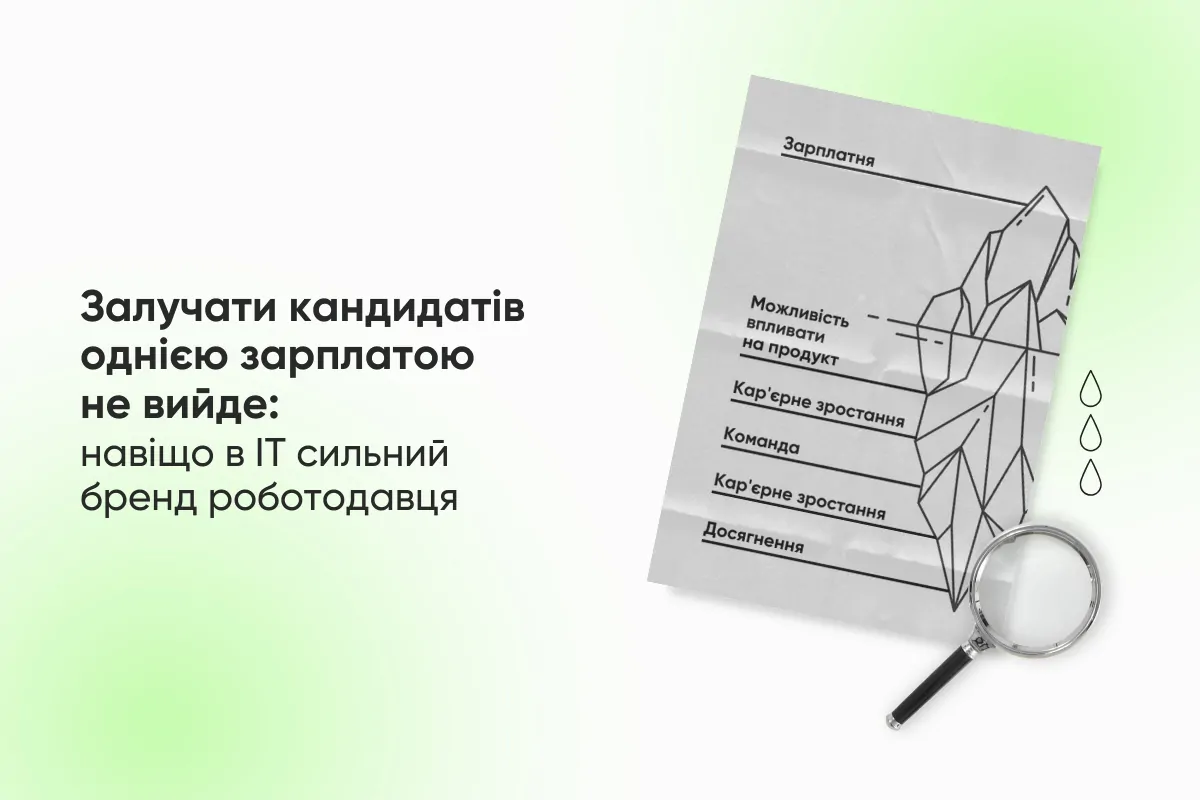 Залучати кандидатів
однією зарплатою
не вийде:
навіщо в ІТ сильний
бренд роботодавця
Зарплатня
Можливість
впливати
на продукт
Кар'єрне зростання
Команда
Кар'єрне зростання
Досягнення